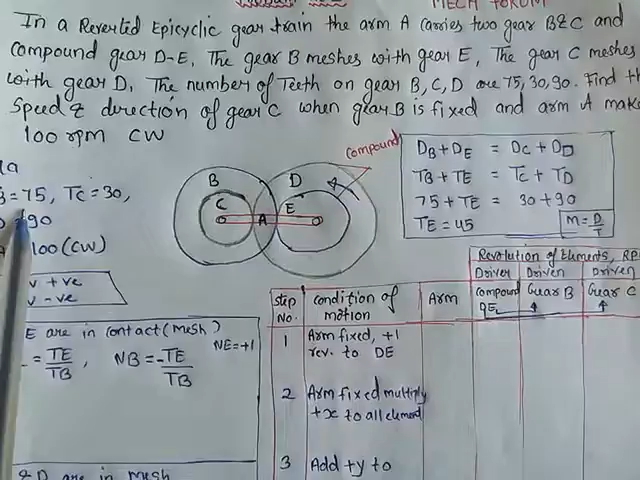 MECH FORUM
In a Reverted Epicyclic gear train the arm A carries two gear B&C and
compound gear D-E, The gear B meshes with gear E, The gear C meshes
with gear D, The number of Teeth on gear B, C, D are 75, 30, 90. Find th
Speed & direction of gear C when gear B is fixed and arm A make
100 rpm CW
compound
B = 75, TC = 30,
= 90
100 (CW)
+ve
- ve
B
C
A
D
E
DB + DE = DC + DD
TB + TE = TC + TD
75 + TE = 30 + 90
TE = 45
m = D/T
Revolution of Elements, RP
step No. condition of motion Arm Driver compound Driven Gear B Driven Gear C
1 Arm fixed, +1 rev. to DE
2 Arm fixed multiply +x to all element
3 Add +y to
E are in contact (mesh)
= TE/TB, NB = -TE/TB NE = +1
D are in mesh